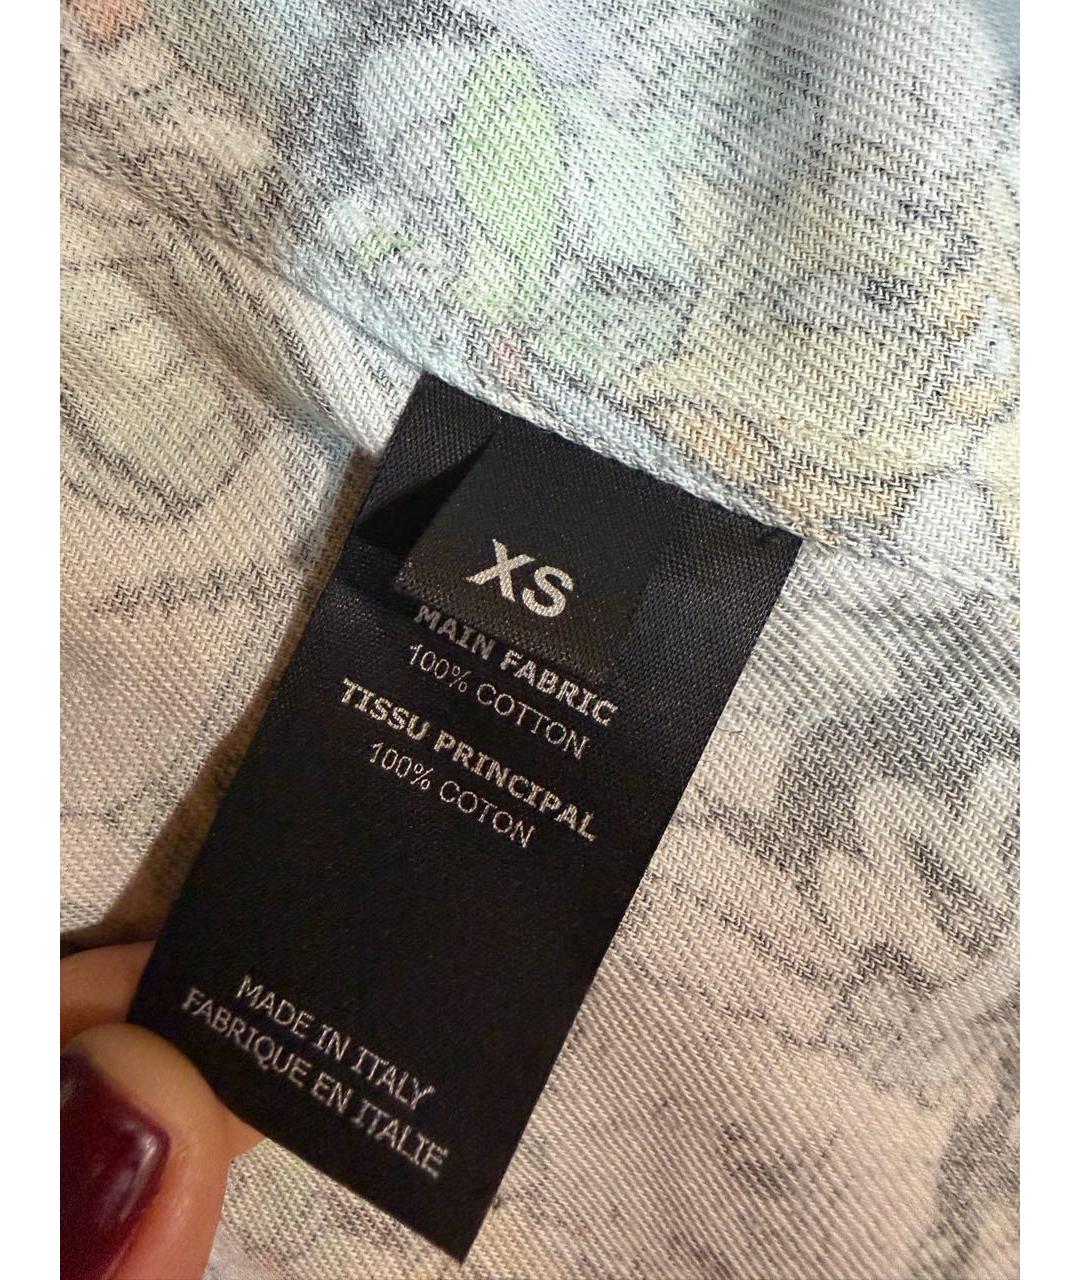 XS
MAIN FABRIC
100% COTTON
TISSU PRINCIPAL
100% COTON
MADE IN ITALY
FABRIQUE EN ITALIE